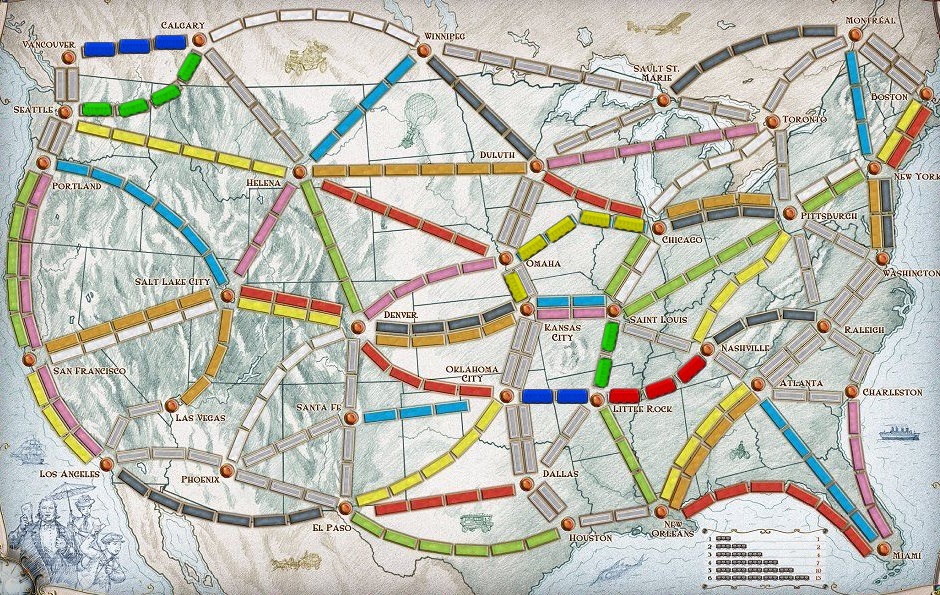 CALGARY
VANCOUVER
WINNIPEG
MONTRÉAL
SAULT ST.
MARIE
SEATTLE
BOSTON
TORONTO
PORTLAND
HELENA
DULUTH
NEW YORK
CHICAGO
PITTSBURGH
OMAHA
WASHINGTON
SALT LAKE CITY
DENVER
KANSAS
CITY
SAINT LOUIS
RALEIGH
NASHVILLE
SAN FRANCISCO
OKLAHOMA
CITY
ATLANTA
CHARLESTON
LAS VEGAS
SANTA FE
LITTLE ROCK
LOS ANGELES
PHOENIX
DALLAS
EL PASO
HOUSTON
NEW
ORLEANS
MIAMI
1 1
2 2
3 4
4 7
5 10
6 15